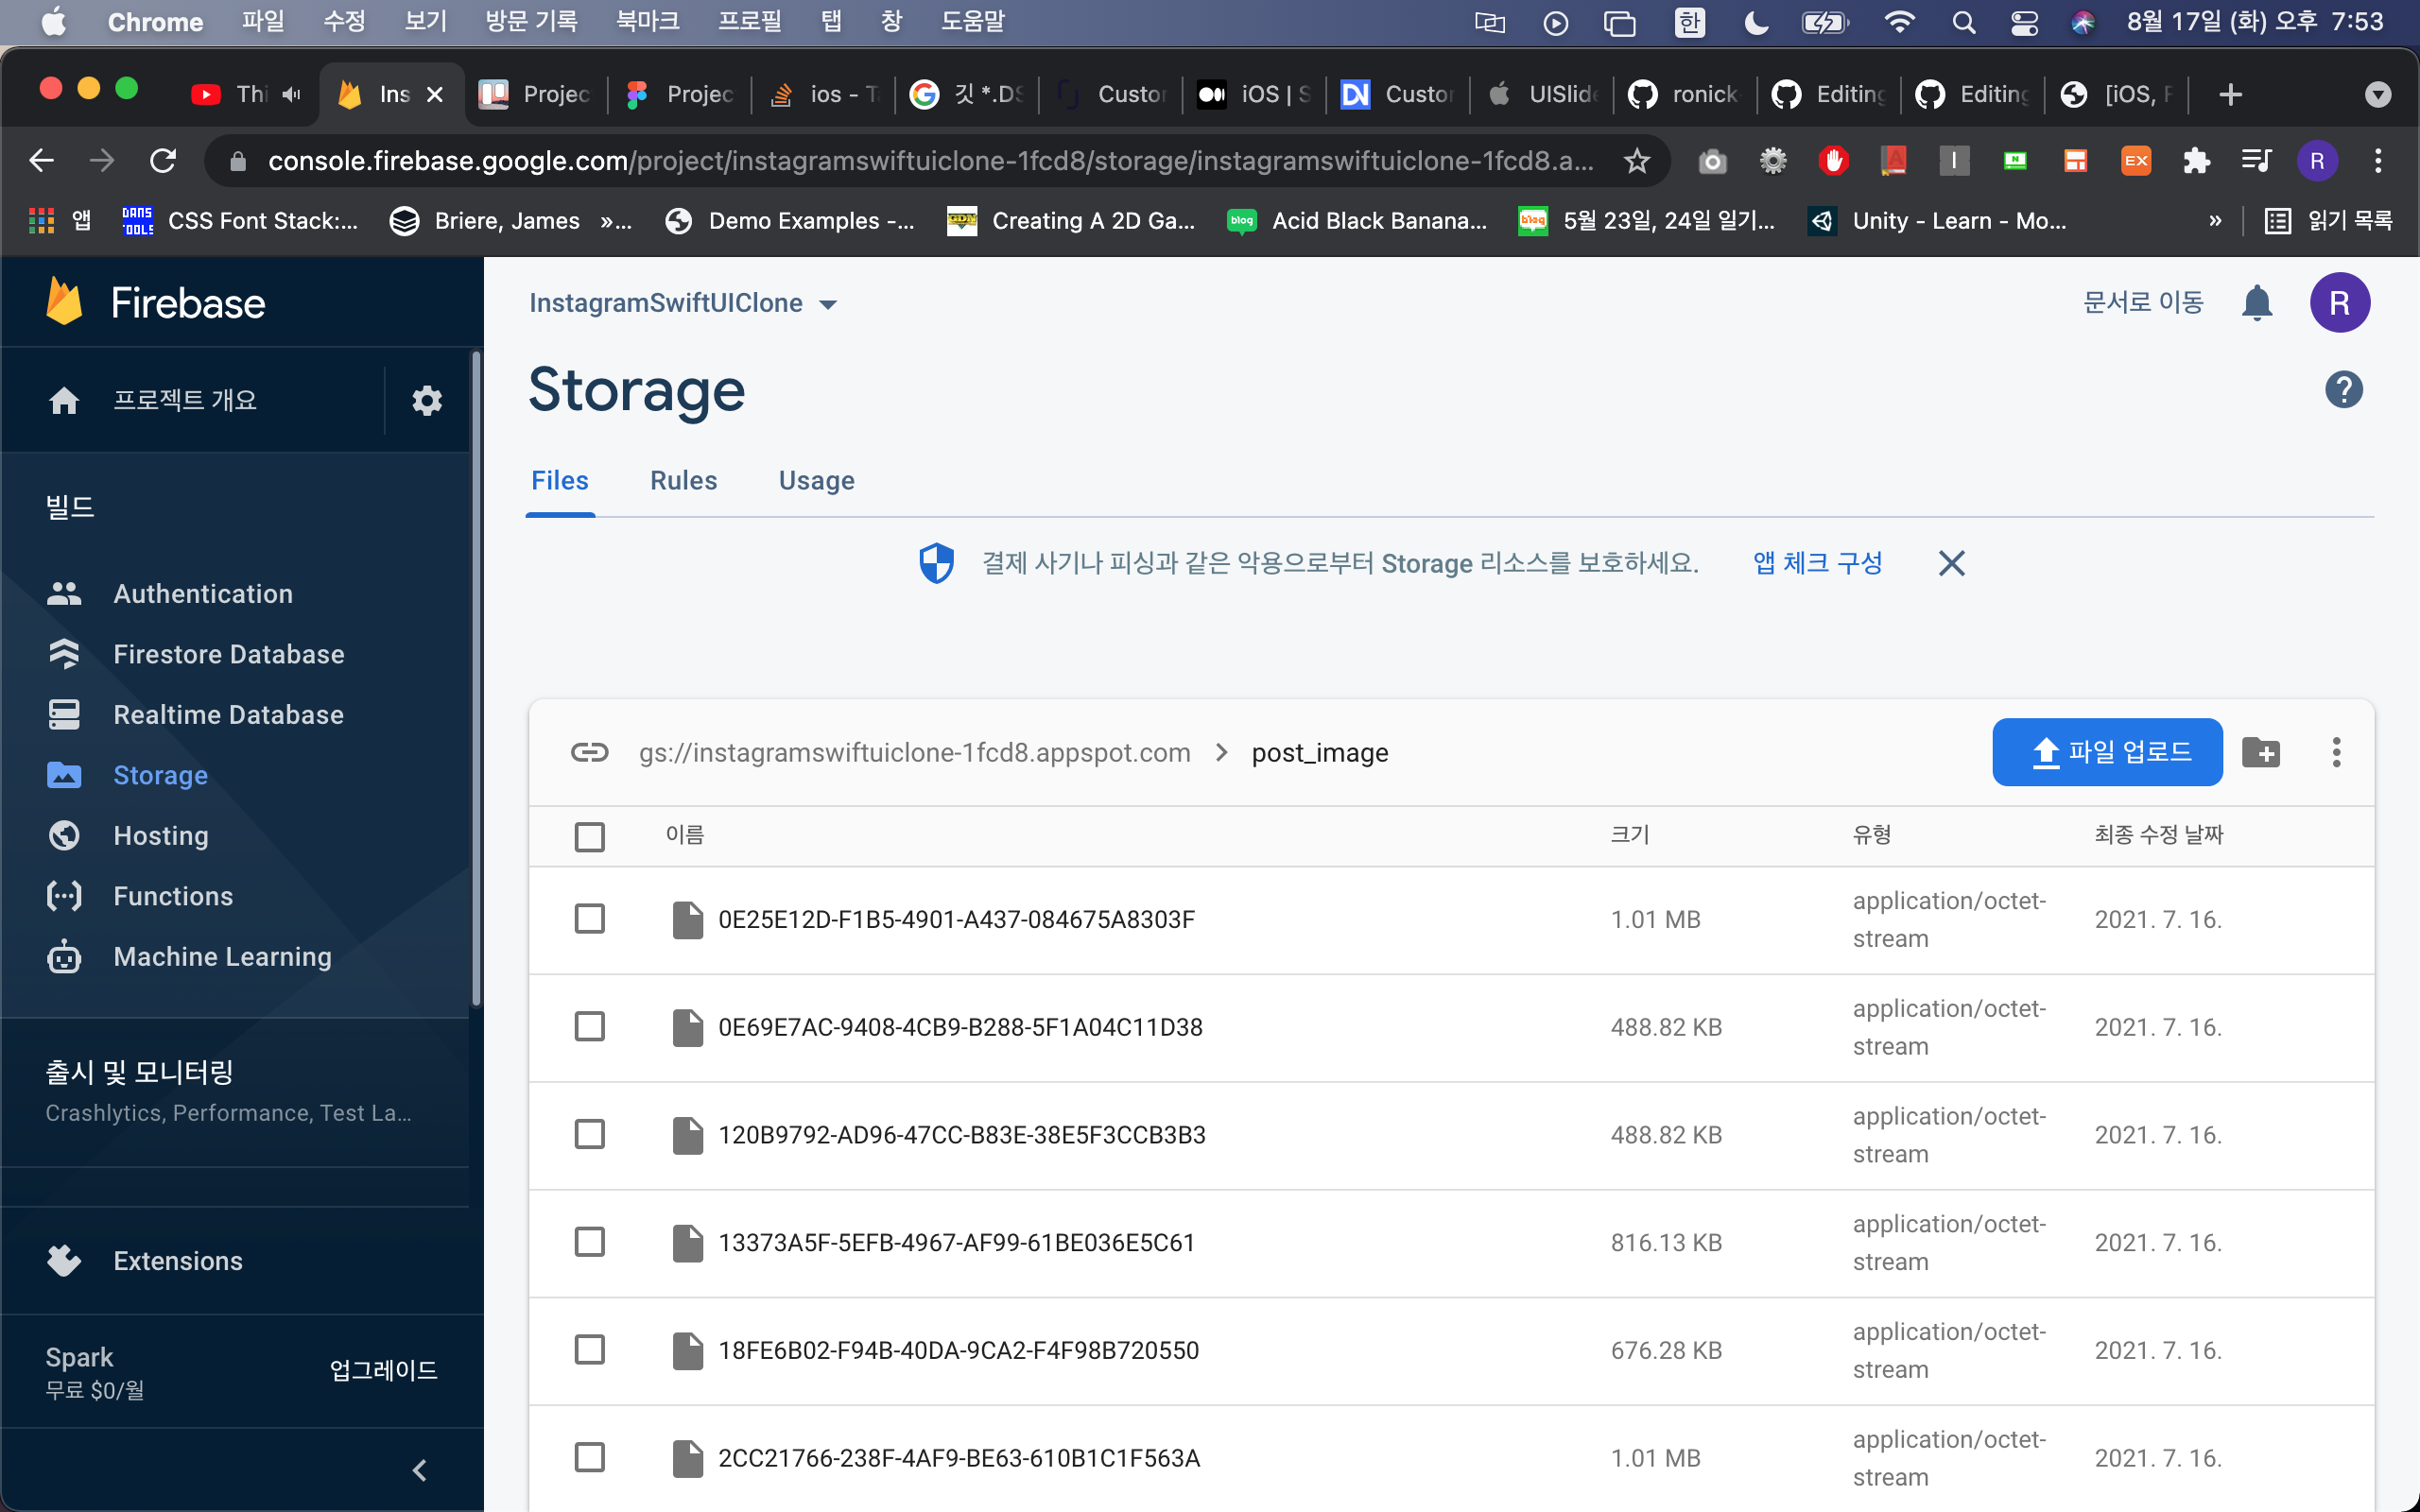 Chrome 파일 수정 보기 방문 기록 북마크 프로필 탭 창 도움말 한 8월 17일 (화) 오후 7:53
Thi Ins Projec Projec ios - Ta 깃 *.DS Custor iOS | S DN Custor UISlide ronick Editing Editing [iOS, F
console.firebase.google.com/project/instagramswiftuiclone-1fcd8/storage/instagramswiftuiclone-1fcd8.a... EX R
앱 DANS TOOLS CSS Font Stack:... Briere, James »... Demo Examples -... Creating A 2D Ga... blog Acid Black Banana... blog 5월 23일, 24일 일기... Unity - Learn - Mo... » 읽기 목록
Firebase
프로젝트 개요
빌드
Authentication
Firestore Database
Realtime Database
Storage
Hosting
Functions
Machine Learning
출시 및 모니터링
Crashlytics, Performance, Test La...
Extensions
Spark
무료 $0/월
업그레이드
InstagramSwiftUIClone
문서로 이동
R
Storage
Files Rules Usage
결제 사기나 피싱과 같은 악용으로부터 Storage 리소스를 보호하세요. 앱 체크 구성
gs://instagramswiftuiclone-1fcd8.appspot.com > post_image
파일 업로드
이름 크기 유형 최종 수정 날짜
0E25E12D-F1B5-4901-A437-084675A8303F 1.01 MB application/octet-stream 2021. 7. 16.
0E69E7AC-9408-4CB9-B288-5F1A04C11D38 488.82 KB application/octet-stream 2021. 7. 16.
120B9792-AD96-47CC-B83E-38E5F3CCB3B3 488.82 KB application/octet-stream 2021. 7. 16.
13373A5F-5EFB-4967-AF99-61BE036E5C61 816.13 KB application/octet-stream 2021. 7. 16.
18FE6B02-F94B-40DA-9CA2-F4F98B720550 676.28 KB application/octet-stream 2021. 7. 16.
2CC21766-238F-4AF9-BE63-610B1C1F563A 1.01 MB application/octet-stream 2021. 7. 16.